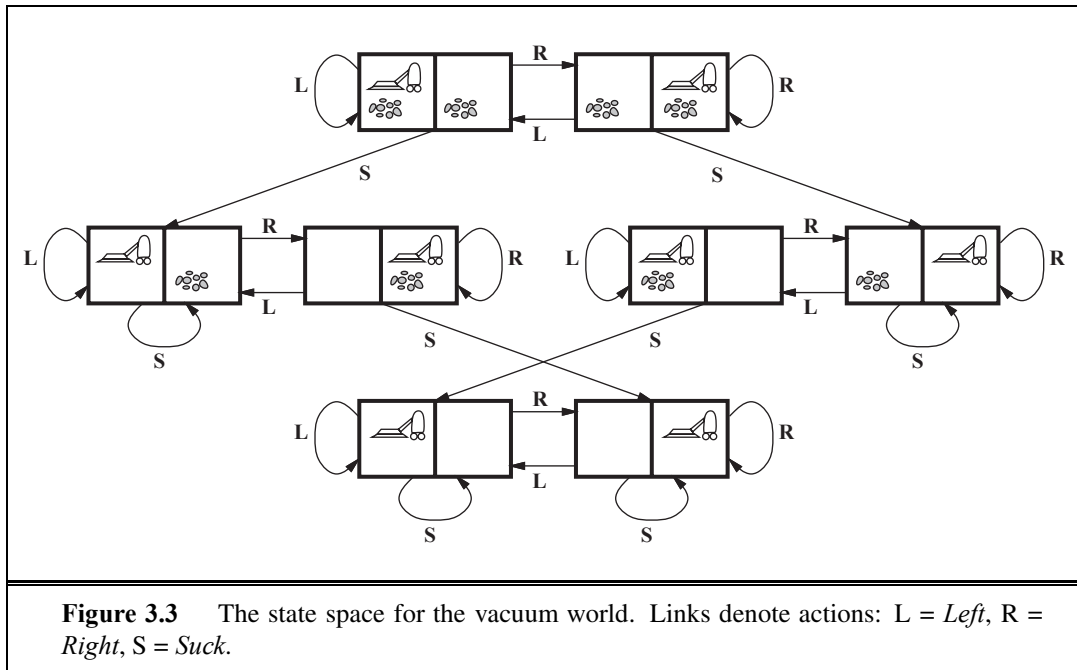 R
L
R
L
S
S
R
R
L
R
L
R
L
L
S
S
S
S
R
L
R
L
S
S
Figure 3.3 The state space for the vacuum world. Links denote actions: L = Left, R =
Right, S = Suck.